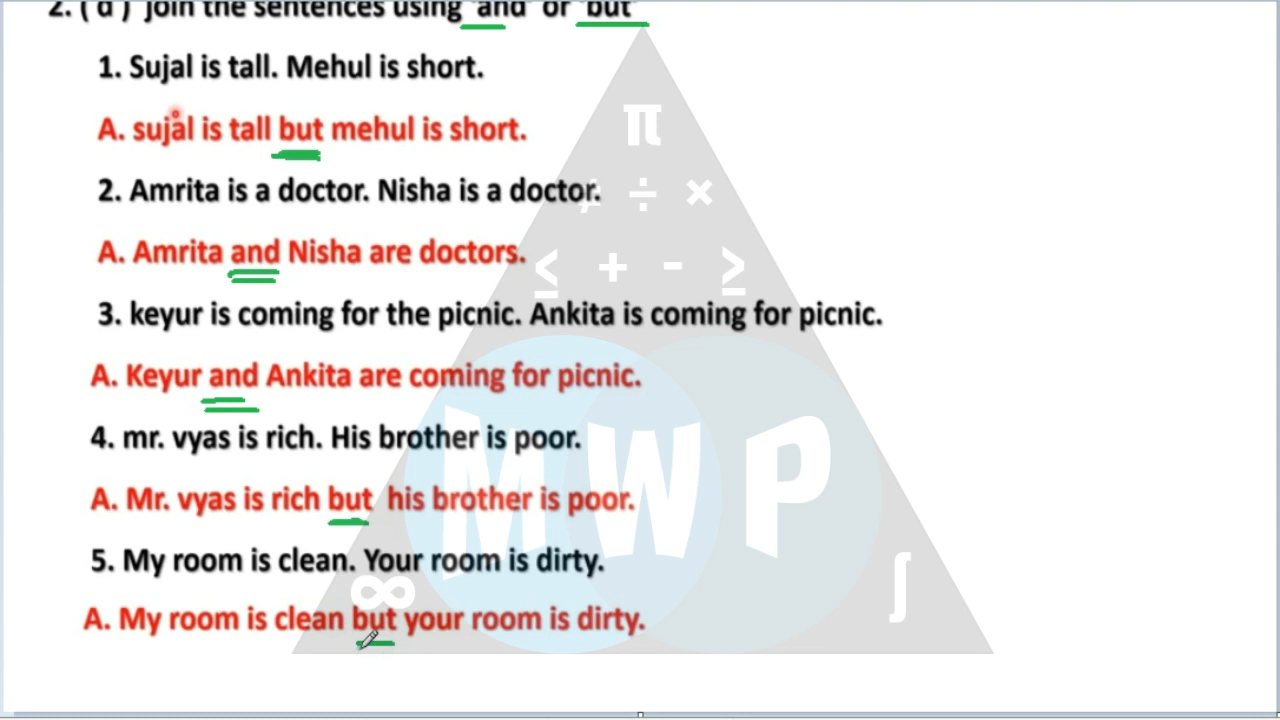 2. ( d ) join the sentences using 'and' or 'but'
1. Sujal is tall. Mehul is short.
A. sujal is tall but mehul is short.
2. Amrita is a doctor. Nisha is a doctor.
A. Amrita and Nisha are doctors.
3. keyur is coming for the picnic. Ankita is coming for picnic.
A. Keyur and Ankita are coming for picnic.
4. mr. vyas is rich. His brother is poor.
A. Mr. vyas is rich but his brother is poor.
5. My room is clean. Your room is dirty.
A. My room is clean but your room is dirty.
π
≠ ÷ ×
≤ + - ≥
MWP
∞ ∫